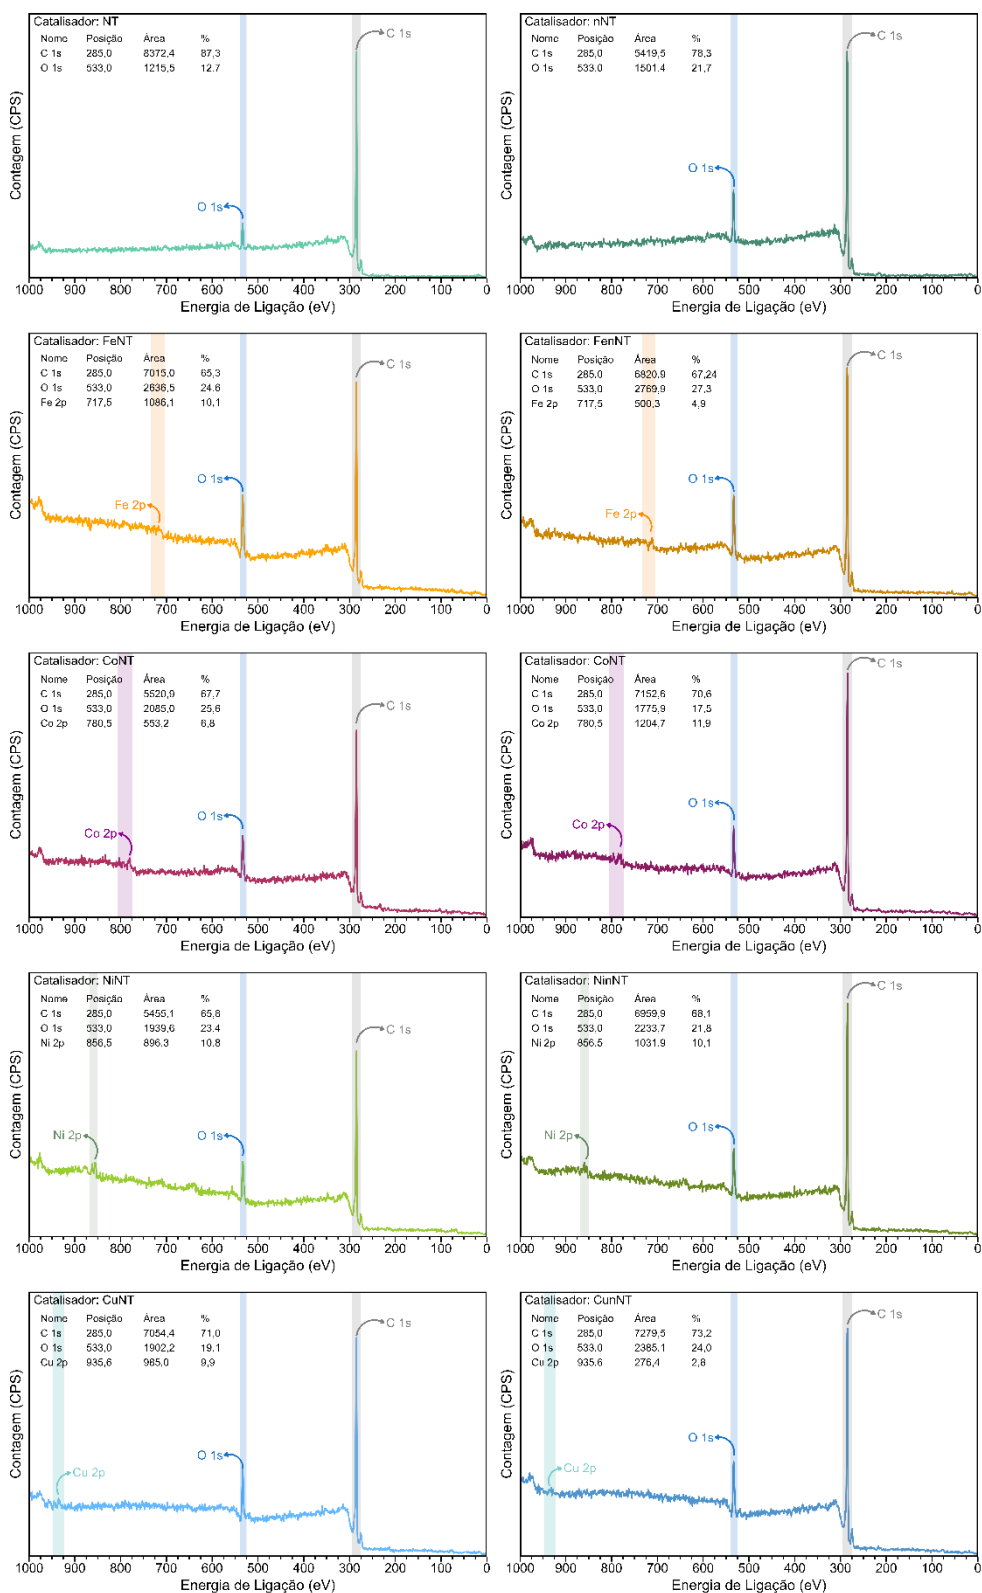 Catalisador: NT
Nome Posição Área %
C 1s 285,0 8372,4 87,3
O 1s 533,0 1215,5 12,7
C 1s
O 1s
Contagem (CPS)
1000 900 800 700 600 500 400 300 200 100 0
Energia de Ligação (eV)
Catalisador: nNT
Nome Posição Área %
C 1s 285,0 5419,5 78,3
O 1s 533,0 1501,4 21,7
C 1s
O 1s
Contagem (CPS)
1000 900 800 700 600 500 400 300 200 100 0
Energia de Ligação (eV)
Catalisador: FeNT
Nome Posição Área %
C 1s 285,0 7015,0 65,3
O 1s 533,0 2636,5 24,6
Fe 2p 717,5 1086,1 10,1
C 1s
O 1s
Fe 2p
Contagem (CPS)
1000 900 800 700 600 500 400 300 200 100 0
Energia de Ligação (eV)
Catalisador: FenNT
Nome Posição Área %
C 1s 285,0 6820,9 67,24
O 1s 533,0 2769,9 27,3
Fe 2p 717,5 500,3 4,9
C 1s
O 1s
Fe 2p
Contagem (CPS)
1000 900 800 700 600 500 400 300 200 100 0
Energia de Ligação (eV)
Catalisador: CoNT
Nome Posição Área %
C 1s 285,0 5520,9 67,7
O 1s 533,0 2085,0 25,6
Co 2p 780,5 553,2 6,8
C 1s
O 1s
Co 2p
Contagem (CPS)
1000 900 800 700 600 500 400 300 200 100 0
Energia de Ligação (eV)
Catalisador: CoNT
Nome Posição Área %
C 1s 285,0 7152,6 70,6
O 1s 533,0 1775,9 17,5
Co 2p 780,5 1204,7 11,9
C 1s
O 1s
Co 2p
Contagem (CPS)
1000 900 800 700 600 500 400 300 200 100 0
Energia de Ligação (eV)
Catalisador: NiNT
Nome Posição Área %
C 1s 285,0 5455,1 65,8
O 1s 533,0 1939,6 23,4
Ni 2p 856,5 896,3 10,8
C 1s
O 1s
Ni 2p
Contagem (CPS)
1000 900 800 700 600 500 400 300 200 100 0
Energia de Ligação (eV)
Catalisador: NinNT
Nome Posição Área %
C 1s 285,0 6959,9 68,1
O 1s 533,0 2233,7 21,8
Ni 2p 856,5 1031,9 10,1
C 1s
O 1s
Ni 2p
Contagem (CPS)
1000 900 800 700 600 500 400 300 200 100 0
Energia de Ligação (eV)
Catalisador: CuNT
Nome Posição Área %
C 1s 285,0 7054,4 71,0
O 1s 533,0 1902,2 19,1
Cu 2p 935,6 985,0 9,9
C 1s
O 1s
Cu 2p
Contagem (CPS)
1000 900 800 700 600 500 400 300 200 100 0
Energia de Ligação (eV)
Catalisador: CunNT
Nome Posição Área %
C 1s 285,0 7279,5 73,2
O 1s 533,0 2385,1 24,0
Cu 2p 935,6 276,4 2,8
C 1s
O 1s
Cu 2p
Contagem (CPS)
1000 900 800 700 600 500 400 300 200 100 0
Energia de Ligação (eV)